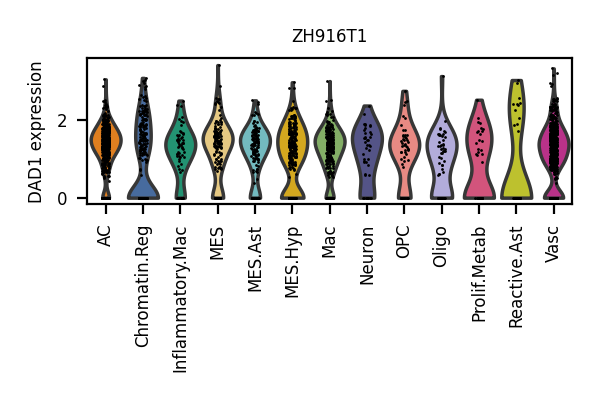 ZH916T1
DAD1 expression
2
0
AC
Chromatin.Reg
Inflammatory.Mac
MES
MES.Ast
MES.Hyp
Mac
Neuron
OPC
Oligo
Prolif.Metab
Reactive.Ast
Vasc